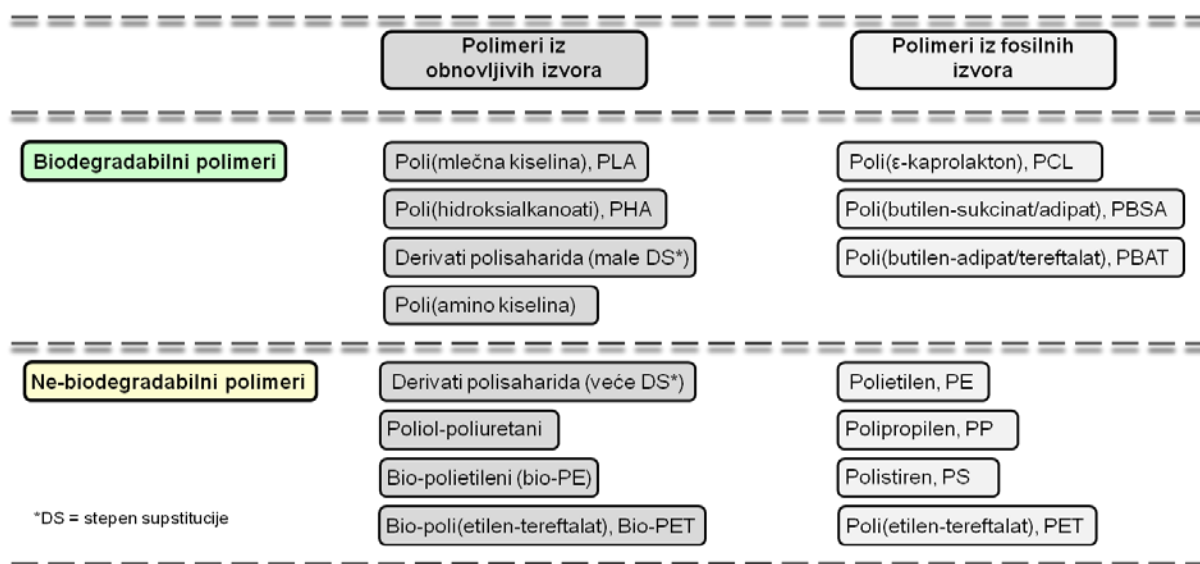 Polimeri iz
obnovljivih izvora
Polimeri iz fosilnih
izvora
Biodegradabilni polimeri
Poli(mlečna kiselina), PLA
Poli(ε-kaprolakton), PCL
Poli(hidroksialkanoati), PHA
Poli(butilen-sukcinat/adipat), PBSA
Derivati polisaharida (male DS*)
Poli(butilen-adipat/tereftalat), PBAT
Poli(amino kiselina)
Ne-biodegradabilni polimeri
Derivati polisaharida (veće DS*)
Polietilen, PE
Poliol-poliuretani
Polipropilen, PP
Bio-polietileni (bio-PE)
Polistiren, PS
*DS = stepen supstitucije
Bio-poli(etilen-tereftalat), Bio-PET
Poli(etilen-tereftalat), PET